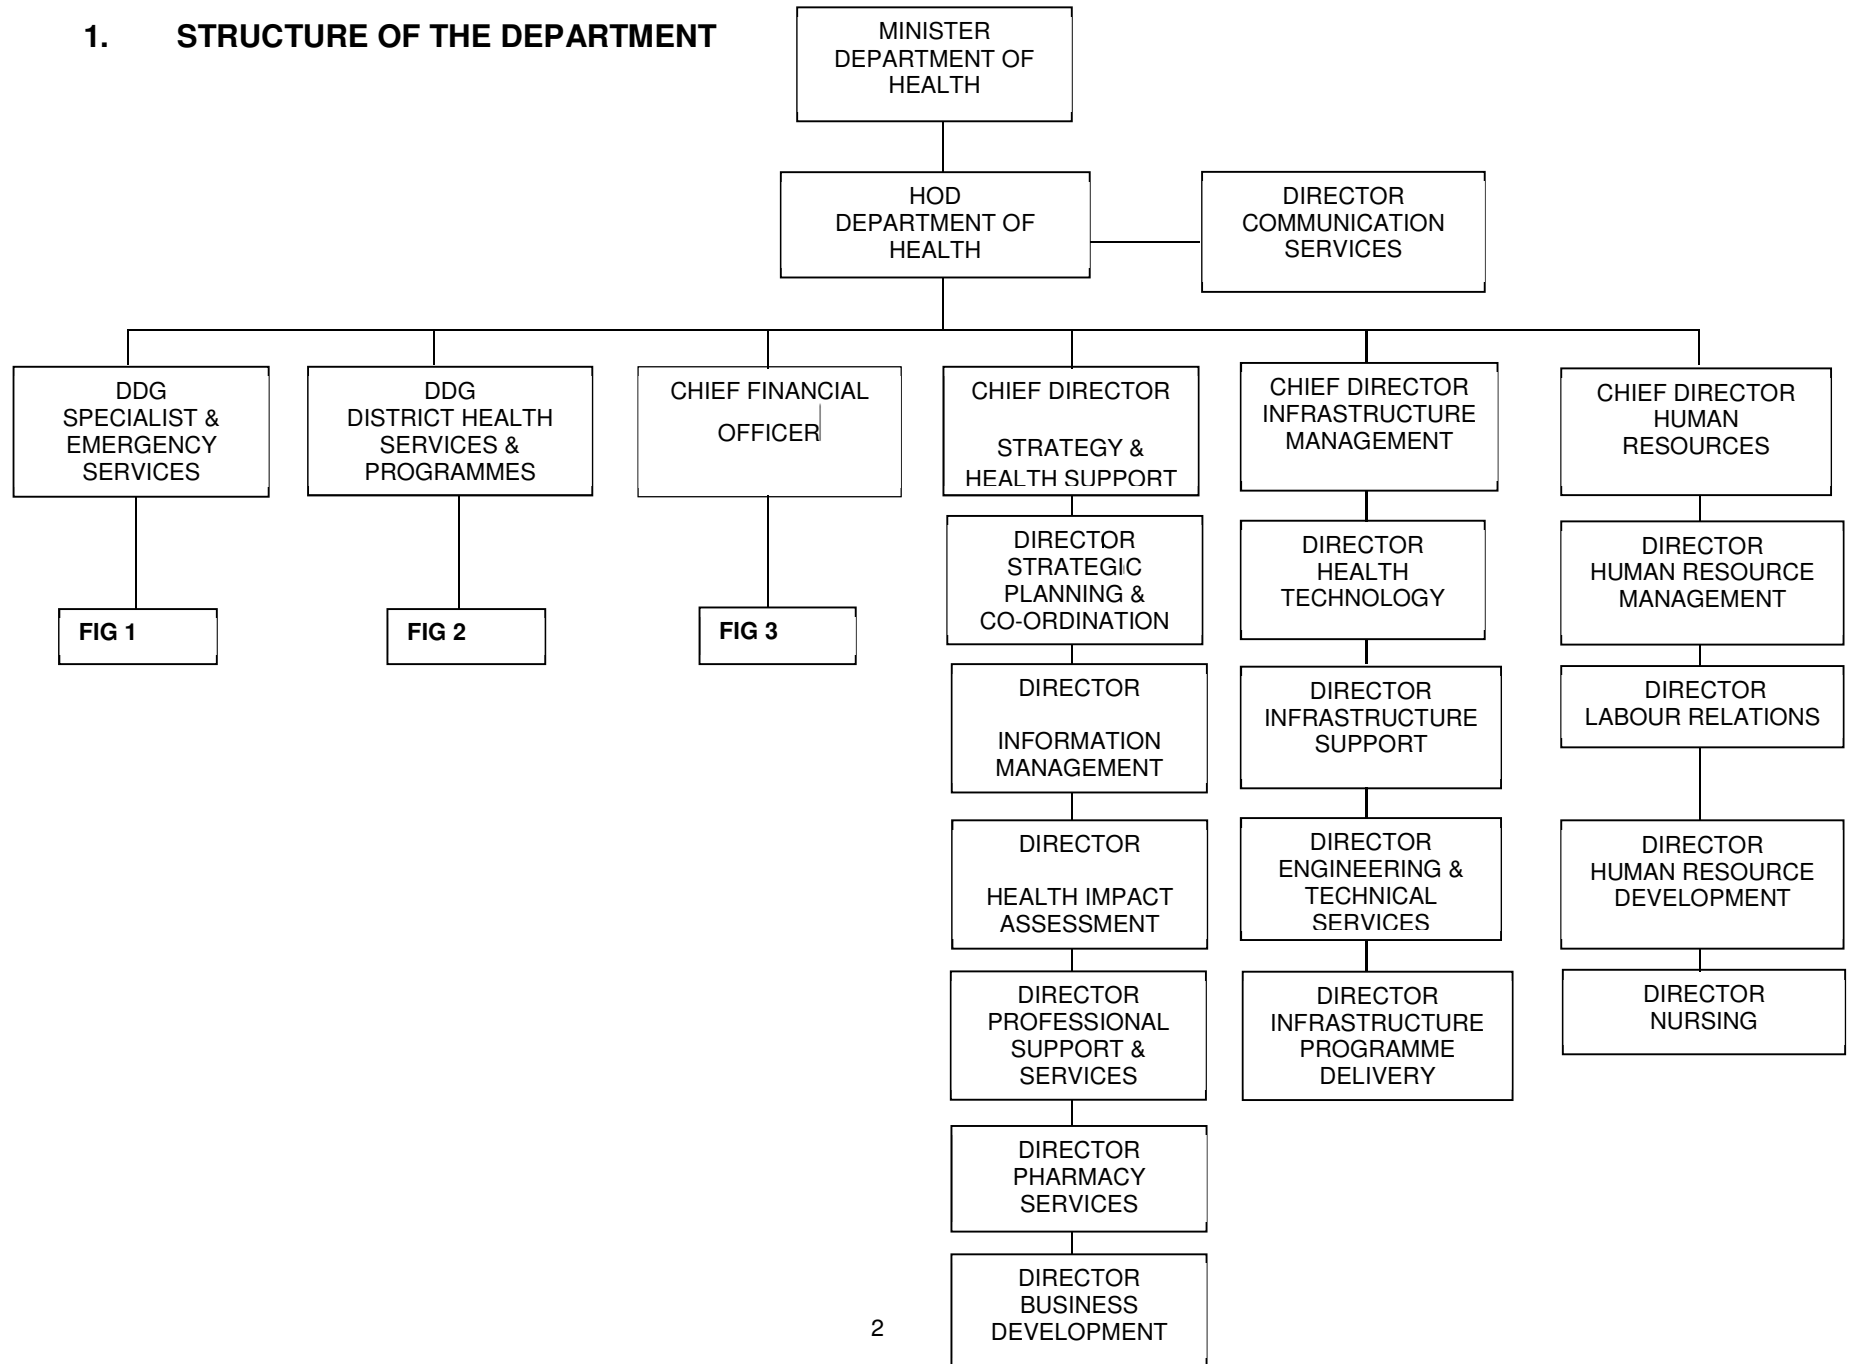 1. STRUCTURE OF THE DEPARTMENT
MINISTER
DEPARTMENT OF
HEALTH
HOD
DEPARTMENT OF
HEALTH
DIRECTOR
COMMUNICATION
SERVICES
DDG
SPECIALIST &
EMERGENCY
SERVICES
DDG
DISTRICT HEALTH
SERVICES &
PROGRAMMES
CHIEF FINANCIAL
OFFICER
CHIEF DIRECTOR
STRATEGY &
HEALTH SUPPORT
CHIEF DIRECTOR
INFRASTRUCTURE
MANAGEMENT
CHIEF DIRECTOR
HUMAN
RESOURCES
FIG 1
FIG 2
FIG 3
DIRECTOR
STRATEGIC
PLANNING &
CO-ORDINATION
DIRECTOR
INFORMATION
MANAGEMENT
DIRECTOR
HEALTH IMPACT
ASSESSMENT
DIRECTOR
PROFESSIONAL
SUPPORT &
SERVICES
DIRECTOR
PHARMACY
SERVICES
DIRECTOR
BUSINESS
DEVELOPMENT
DIRECTOR
HEALTH
TECHNOLOGY
DIRECTOR
INFRASTRUCTURE
SUPPORT
DIRECTOR
ENGINEERING &
TECHNICAL
SERVICES
DIRECTOR
INFRASTRUCTURE
PROGRAMME
DELIVERY
DIRECTOR
HUMAN RESOURCE
MANAGEMENT
DIRECTOR
LABOUR RELATIONS
DIRECTOR
HUMAN RESOURCE
DEVELOPMENT
DIRECTOR
NURSING
2